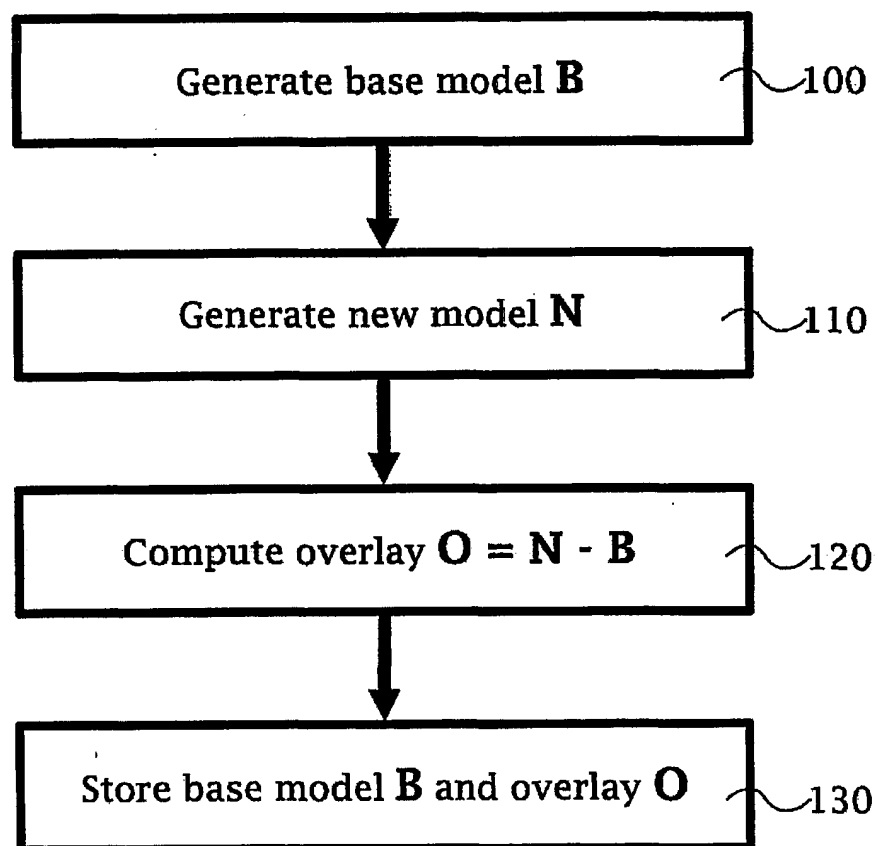 Generate base model B
100
Generate new model N
110
Compute overlay O = N - B
120
Store base model B and overlay O
130